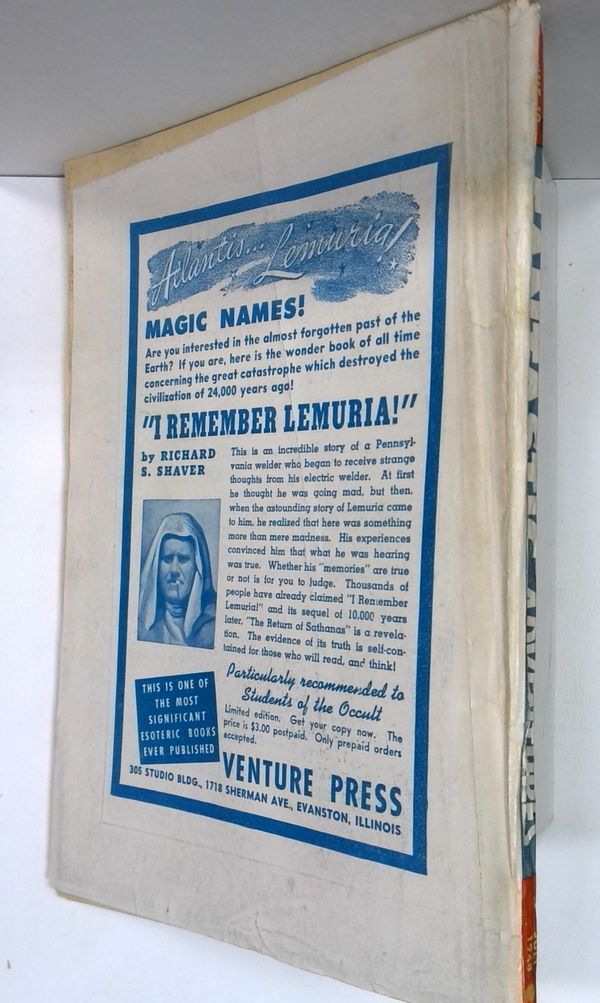 Atlantis... Lemuria!
MAGIC NAMES!
Are you interested in the almost forgotten past of the
Earth? If you are, here is the wonder book of all time
concerning the great catastrophe which destroyed the
civilization of 24,000 years ago!
"I REMEMBER LEMURIA!"
by RICHARD
S. SHAVER
This is an incredible story of a Pennsyl-
vania welder who began to receive strange
thoughts from his electric welder. At first
he thought he was going mad, but then,
when the astounding story of Lemuria came
to him, he realized that here was something
more than mere madness. His experiences
convinced him that what he was hearing
was true. Whether his "memories" are true
or not is for you to judge. Thousands of
people have already claimed "I Remember
Lemuria!" and its sequel of 10,000 years
later, "The Return of Sathanas" is a revela-
tion. The evidence of its truth is self-con-
tained for those who will read, and think!
Particularly recommended to
Students of the Occult
Limited edition. Get your copy now. The
price is $3.00 postpaid. Only prepaid orders
accepted.
THIS IS ONE OF
THE MOST
SIGNIFICANT
ESOTERIC BOOKS
EVER PUBLISHED
VENTURE PRESS
305 STUDIO BLDG., 1718 SHERMAN AVE., EVANSTON, ILLINOIS